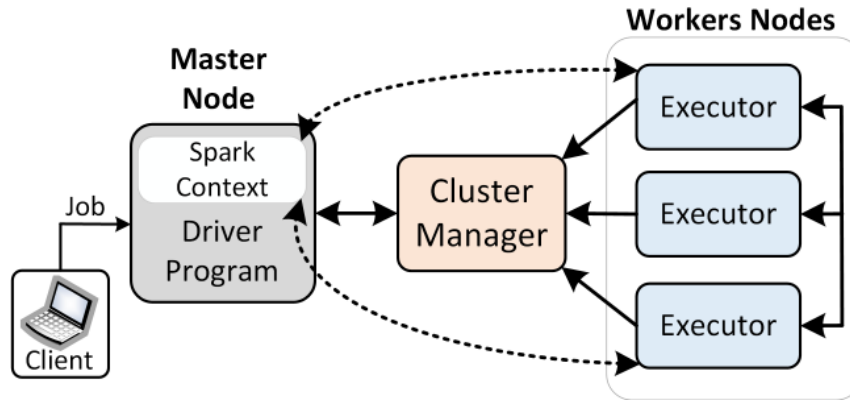 Workers Nodes
Master
Node
Spark
Context
Driver
Program
Job
Client
Cluster
Manager
Executor
Executor
Executor